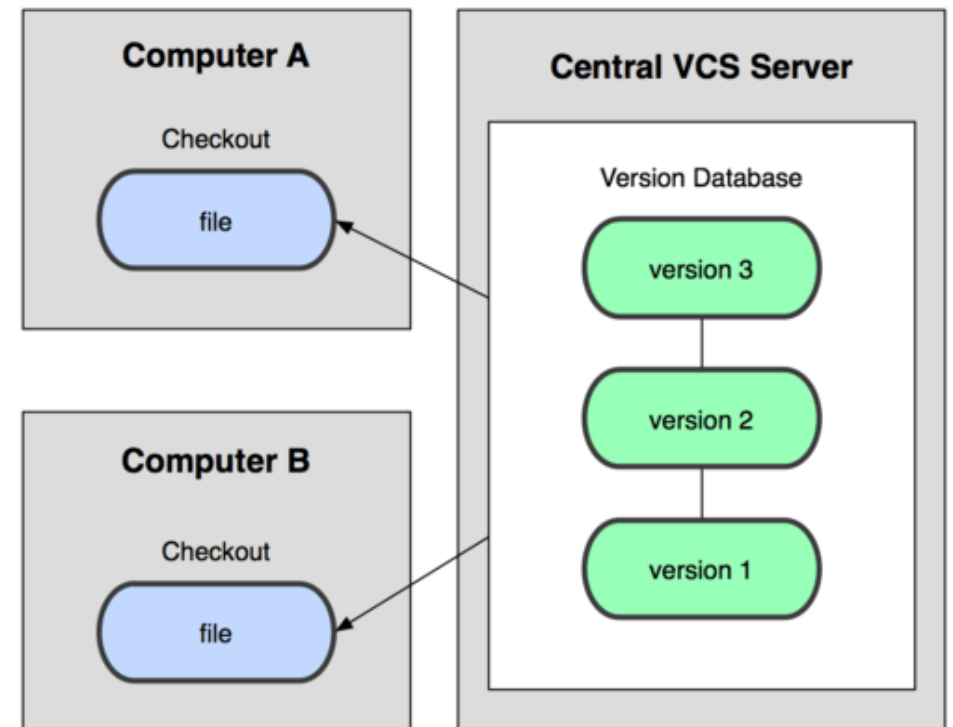 Computer A
Checkout
file
Computer B
Checkout
file
Central VCS Server
Version Database
version 3
version 2
version 1